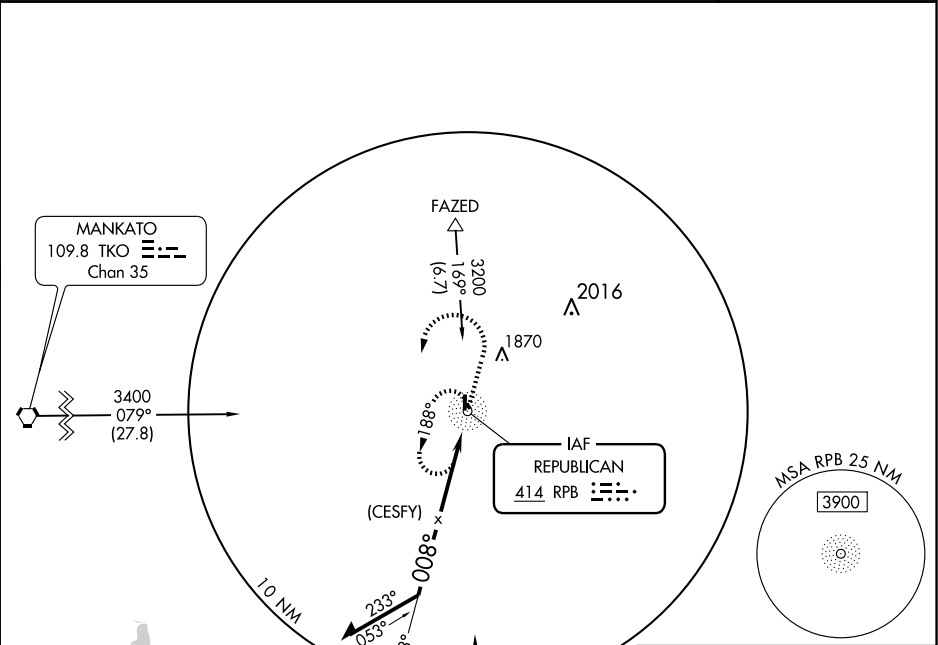 FAZED
3200
169°
(6.7)
2016
1870
MANKATO
109.8 TKO
Chan 35
3400
079°
(27.8)
188°
IAF
REPUBLICAN
414 RPB
(CESFY)
008°
10 NM
233°
053°
MSA RPB 25 NM
3900